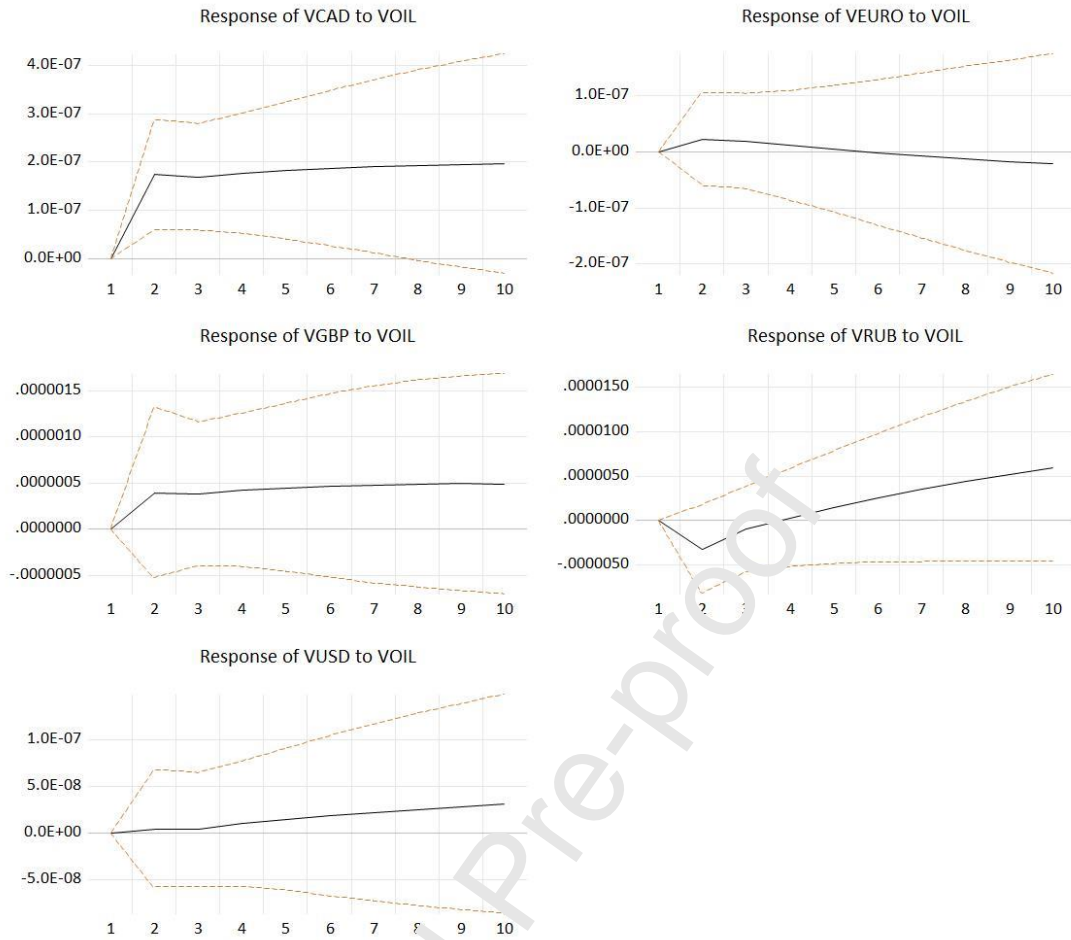 Response of VCAD to VOIL
4.0E-07
3.0E-07
2.0E-07
1.0E-07
0.0E+00
1 2 3 4 5 6 7 8 9 10
Response of VEURO to VOIL
1.0E-07
0.0E+00
-1.0E-07
-2.0E-07
1 2 3 4 5 6 7 8 9 10
Response of VGBP to VOIL
.0000015
.0000010
.0000005
.0000000
-.0000005
1 2 3 4 5 6 7 8 9 10
Response of VRUB to VOIL
.0000150
.0000100
.0000050
.0000000
-.0000050
1 2 3 4 5 6 7 8 9 10
Response of VUSD to VOIL
1.0E-07
5.0E-08
0.0E+00
-5.0E-08
1 2 3 4 5 6 7 8 9 10
Pre-proof